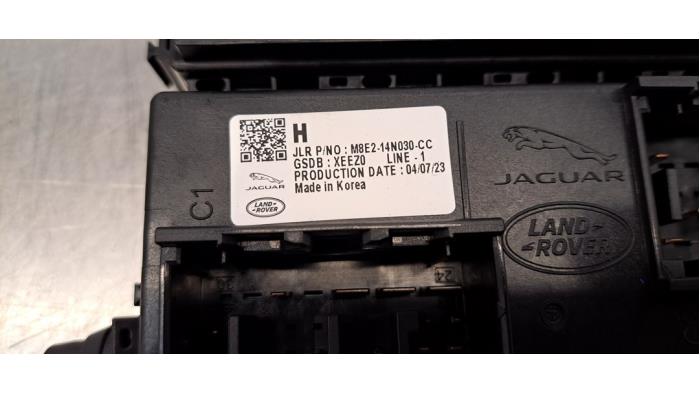 H
JLR P/NO : M8E2-14N030-CC
GSDB : XEEZ0 LINE - 1
PRODUCTION DATE : 04/07/23
Made in Korea
JAGUAR
LAND-
-ROVER
C1
JAGUAR
LAND-
-ROVER
24